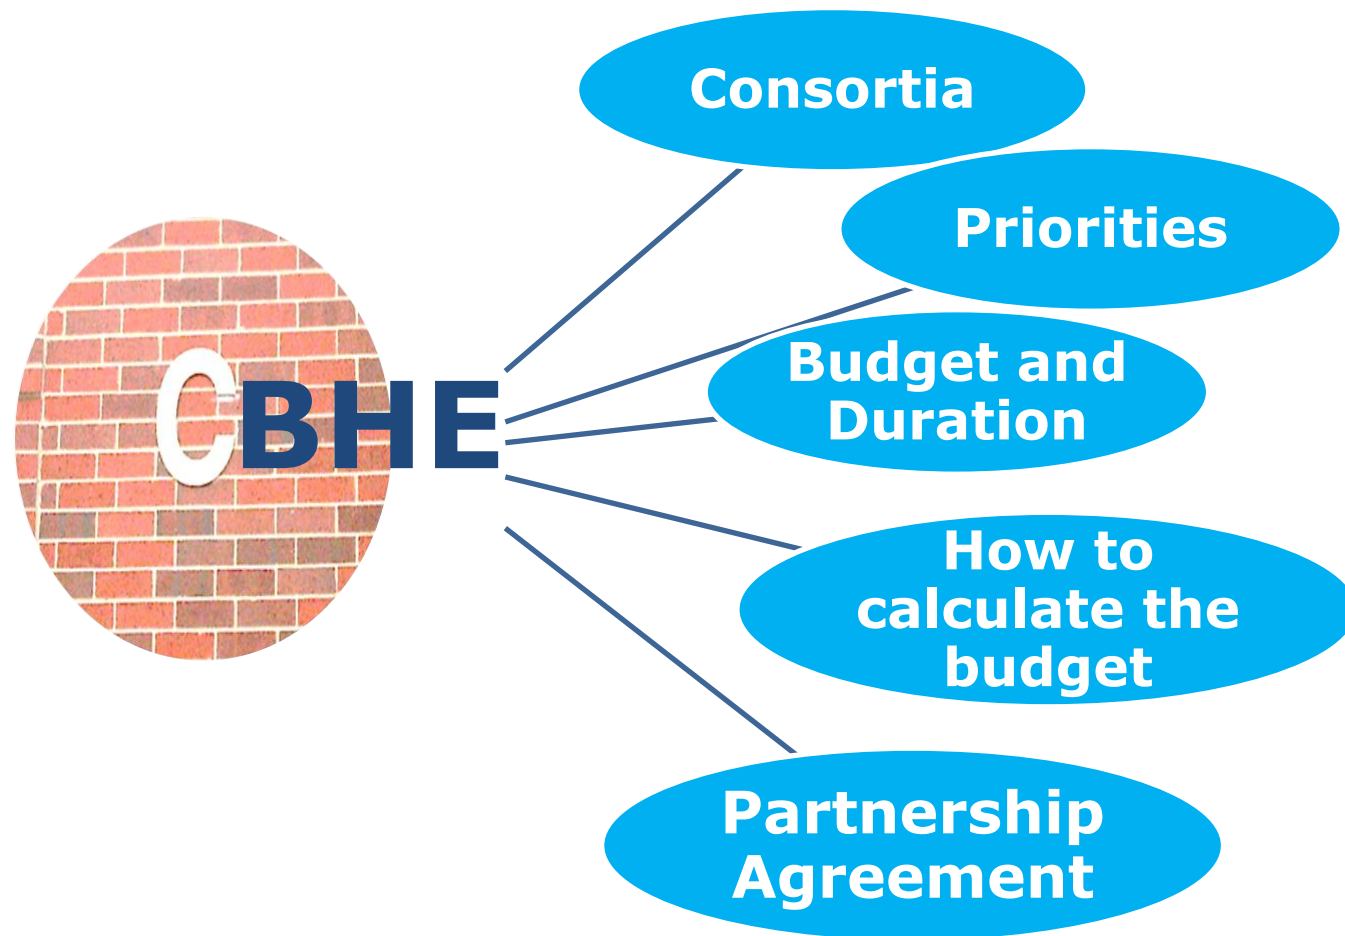 Consortia
Priorities
CBHE
Budget and
Duration
How to
calculate the
budget
Partnership
Agreement